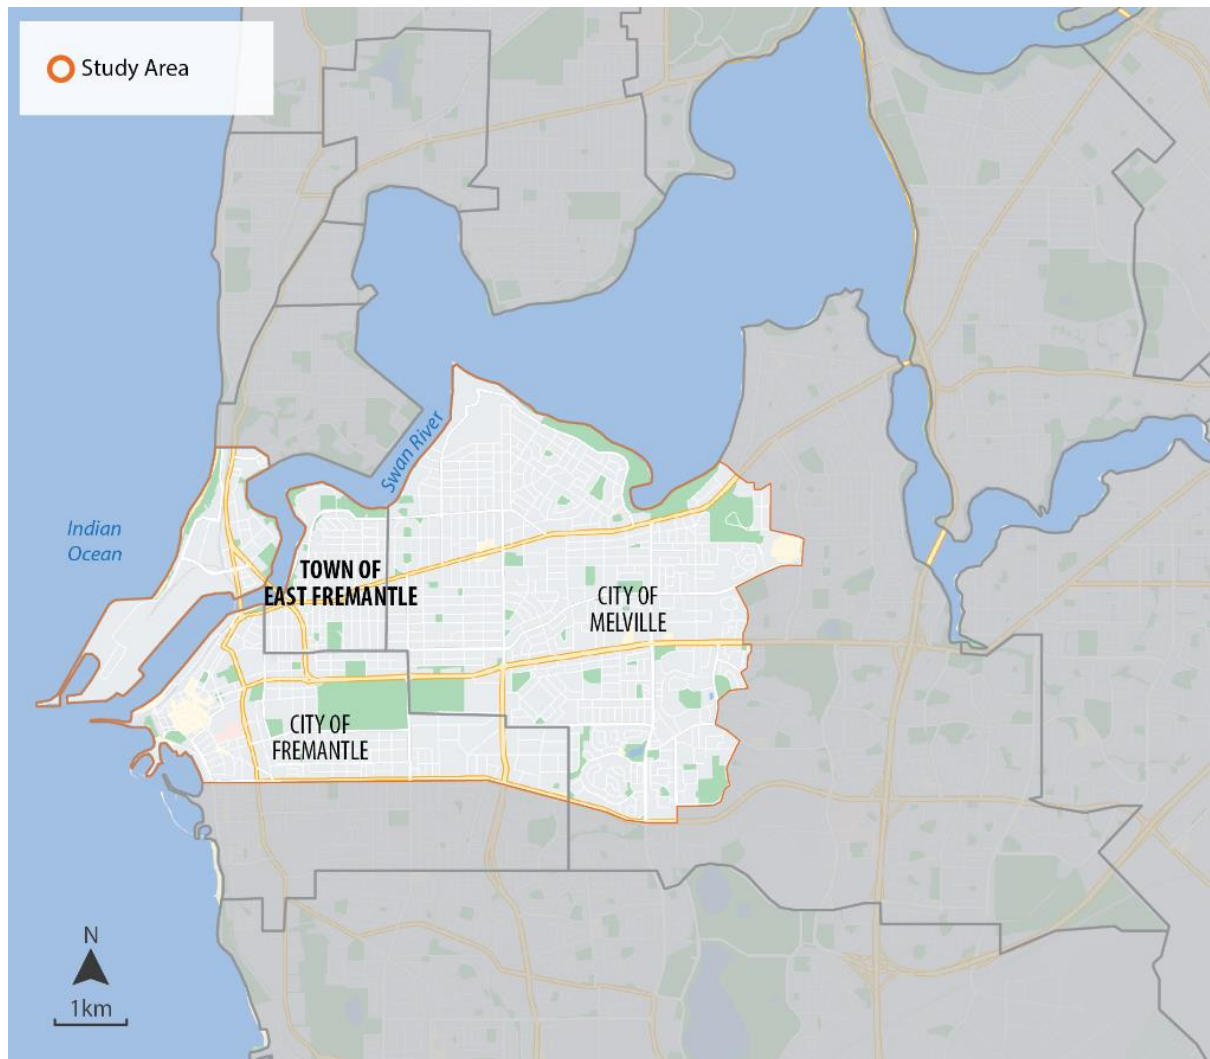 Study Area
Swan River
Indian
Ocean
TOWN OF
EAST FREMANTLE
CITY OF
MELVILLE
CITY OF
FREMANTLE
N
1km